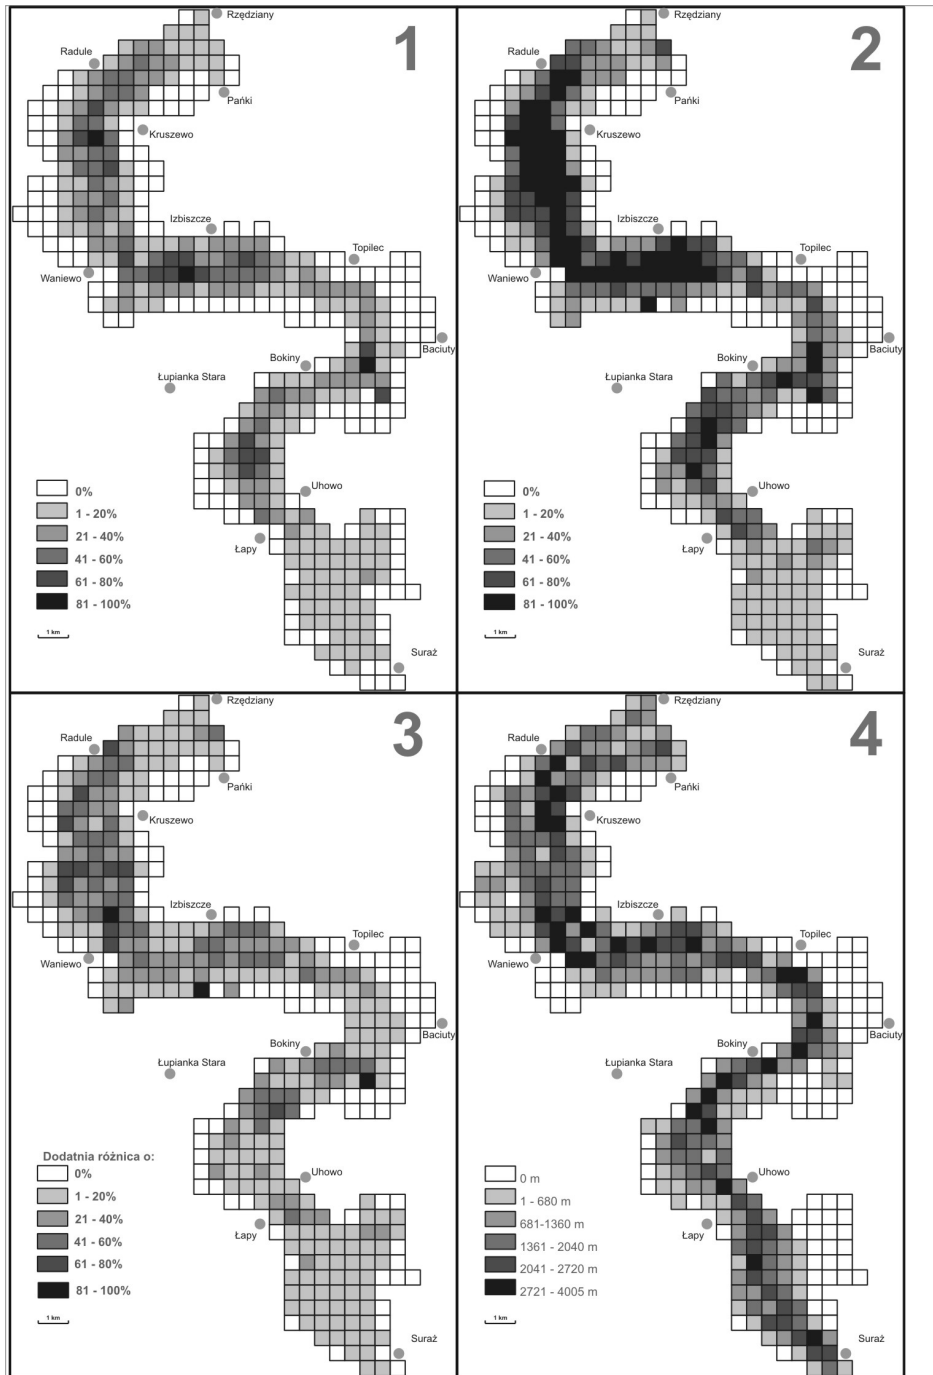 1
Rzędziany
Radule
Pańki
Kruszewo
Izbiszcze
Topilec
Waniewo
Baciuty
Bokiny
Łupianka Stara
Uhowo
Łapy
Suraż
0%
1 - 20%
21 - 40%
41 - 60%
61 - 80%
81 - 100%
1 km
2
Rzędziany
Radule
Pańki
Kruszewo
Izbiszcze
Topilec
Waniewo
Baciuty
Bokiny
Łupianka Stara
Uhowo
Łapy
Suraż
0%
1 - 20%
21 - 40%
41 - 60%
61 - 80%
81 - 100%
1 km
3
Rzędziany
Radule
Pańki
Kruszewo
Izbiszcze
Topilec
Waniewo
Baciuty
Bokiny
Łupianka Stara
Uhowo
Łapy
Suraż
Dodatnia różnica o:
0%
1 - 20%
21 - 40%
41 - 60%
61 - 80%
81 - 100%
1 km
4
Rzędziany
Radule
Pańki
Kruszewo
Izbiszcze
Topilec
Waniewo
Baciuty
Bokiny
Łupianka Stara
Uhowo
Łapy
Suraż
0 m
1 - 680 m
681-1360 m
1361 - 2040 m
2041 - 2720 m
2721 - 4005 m
1 km